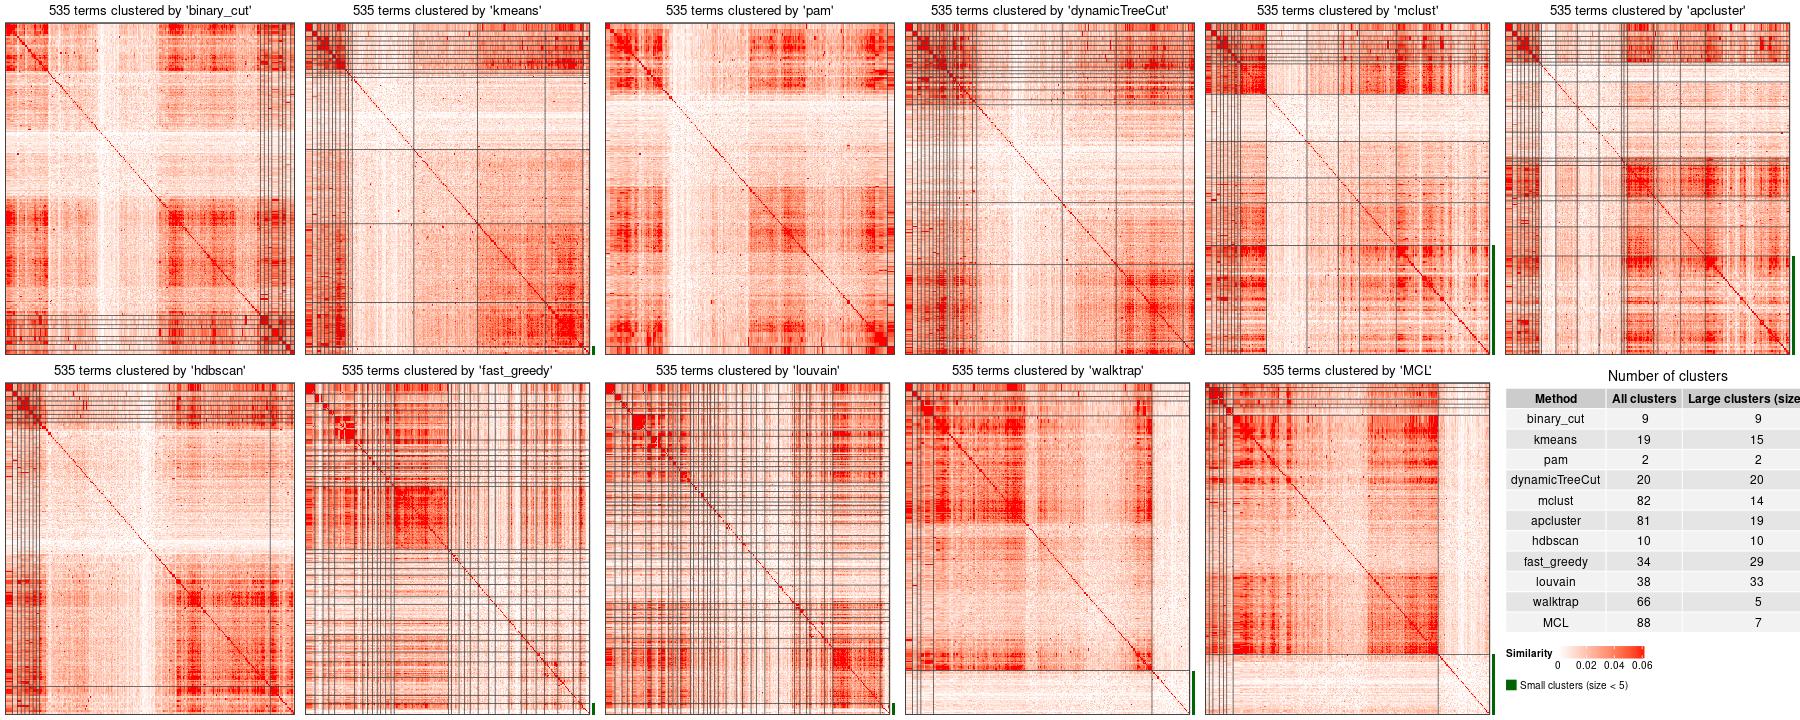 535 terms clustered by 'binary_cut'
535 terms clustered by 'kmeans'
535 terms clustered by 'pam'
535 terms clustered by 'dynamicTreeCut'
535 terms clustered by 'mclust'
535 terms clustered by 'apcluster'
535 terms clustered by 'hdbscan'
535 terms clustered by 'fast_greedy'
535 terms clustered by 'louvain'
535 terms clustered by 'walktrap'
535 terms clustered by 'MCL'
Number of clusters
Method All clusters Large clusters (size
binary_cut 9 9
kmeans 19 15
pam 2 2
dynamicTreeCut 20 20
mclust 82 14
apcluster 81 19
hdbscan 10 10
fast_greedy 34 29
louvain 38 33
walktrap 66 5
MCL 88 7
Similarity
0 0.02 0.04 0.06
Small clusters (size < 5)